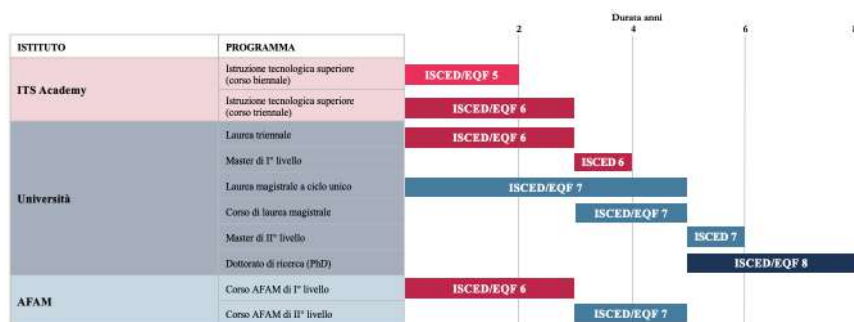 Durata anni
2 4 6 8
ISTITUTO PROGRAMMA
ITS Academy
Istruzione tecnologica superiore
(corso biennale)
ISCED/EQF 5
Istruzione tecnologica superiore
(corso triennale)
ISCED/EQF 6
Università
Laurea triennale
ISCED/EQF 6
Master di I° livello
ISCED 6
Laurea magistrale a ciclo unico
ISCED/EQF 7
Corso di laurea magistrale
ISCED/EQF 7
Master di II° livello
ISCED 7
Dottorato di ricerca (PhD)
ISCED/EQF 8
AFAM
Corso AFAM di I° livello
ISCED/EQF 6
Corso AFAM di II° livello
ISCED/EQF 7